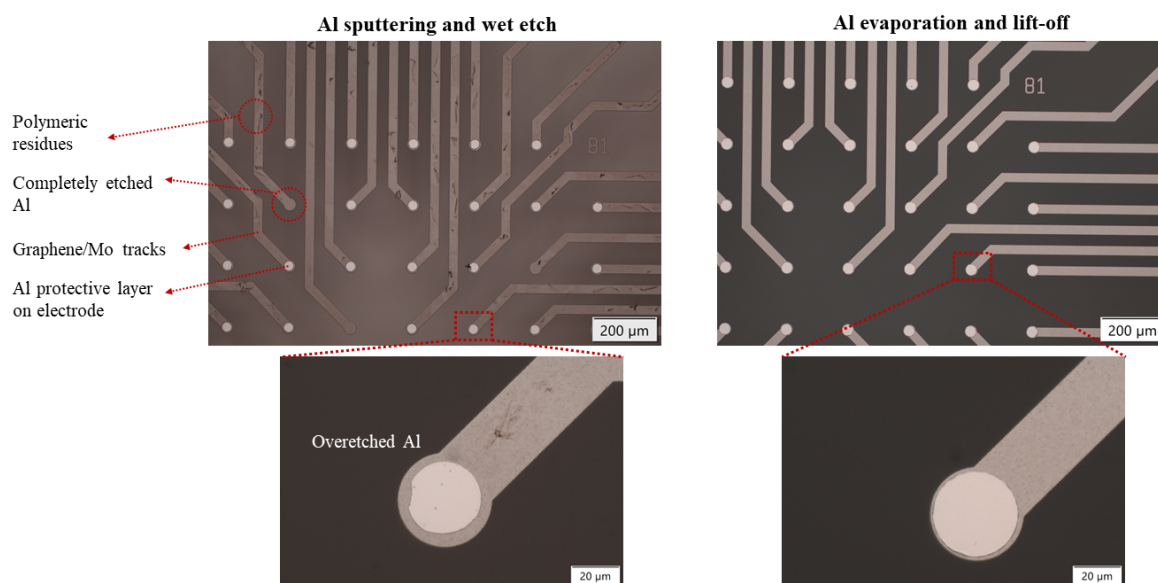 Al sputtering and wet etch
Al evaporation and lift-off
Polymeric
residues
Completely etched
Al
Graphene/Mo tracks
Al protective layer
on electrode
81
200 µm
81
200 µm
Overetched Al
20 µm
20 µm